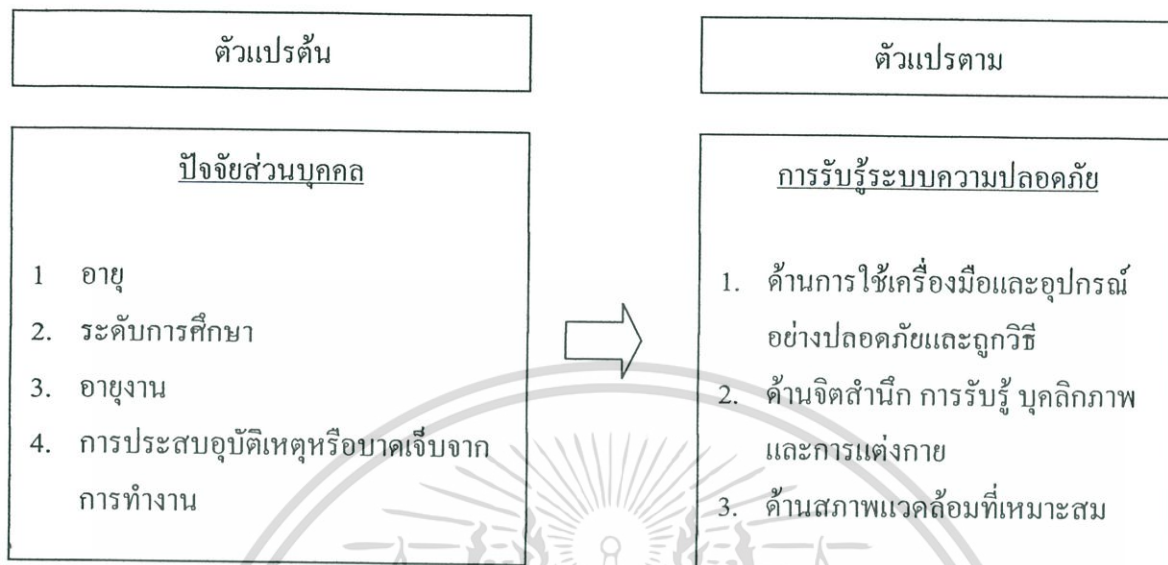 ตัวแปรต้น
ตัวแปรตาม
ปัจจัยส่วนบุคคล
1 อายุ
2. ระดับการศึกษา
3. อายุงาน
4. การประสบอุบัติเหตุหรือบาดเจ็บจาก
การทำงาน
การรับรู้ระบบความปลอดภัย
1. ด้านการใช้เครื่องมือและอุปกรณ์
อย่างปลอดภัยและถูกวิธี
2. ด้านจิตสำนึก การรับรู้ บุคลิกภาพ
และการแต่งกาย
3. ด้านสภาพแวดล้อมที่เหมาะสม